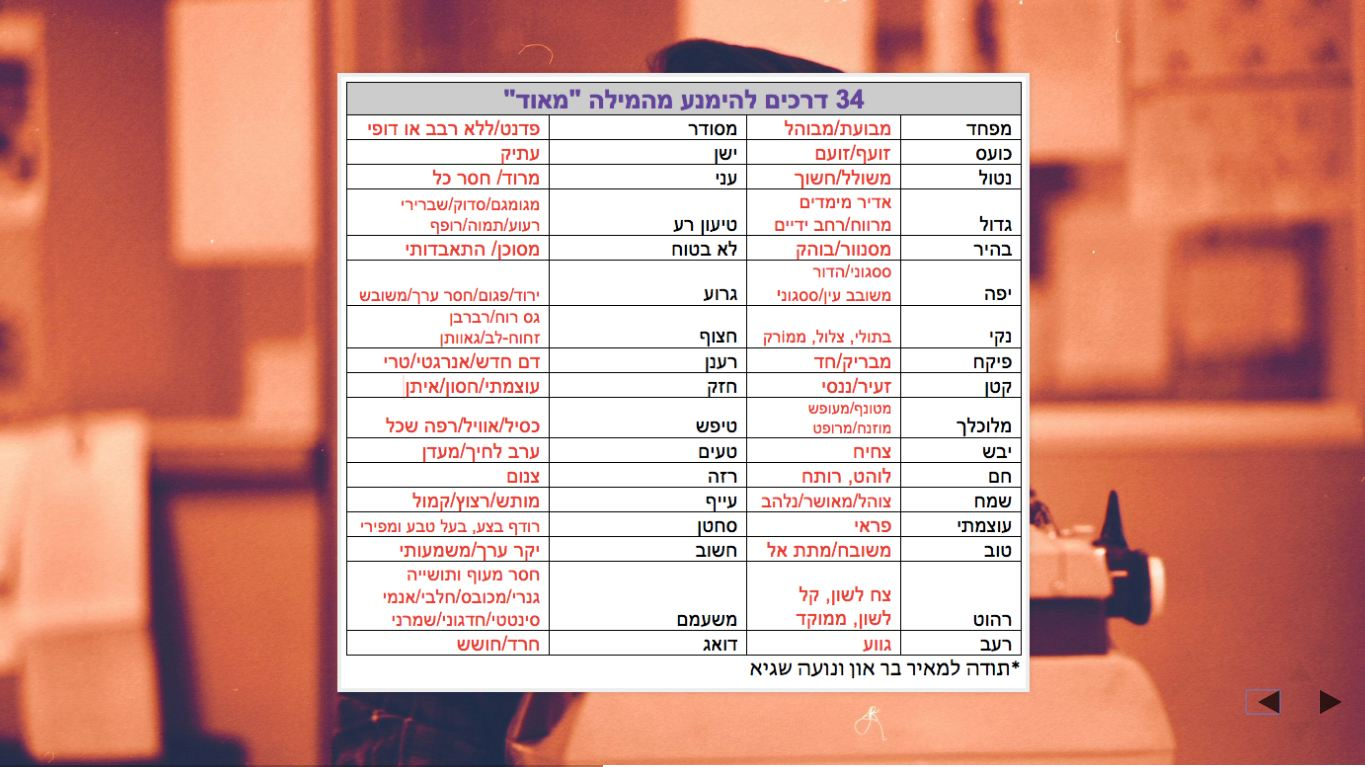 34 דרכים להימנע מהמילה "מאוד"
מפחד מבועת/מבוהל מסודר פדנט/ללא רבב או דופי
כועס זועף/זועם ישן עתיק
נטול משולל/חשוך עני מרוד/ חסר כל
גדול אדיר מימדים מרווח/רחב ידיים טיעון רע מגומגם/סדוק/שברירי רעוע/תמוה/רופף
בהיר מסנוור/בוהק לא בטוח מסוכן/ התאבדותי
יפה ססגוני/הדור משובב עין/ססגוני גרוע ירוד/פגום/חסר ערך/משובש
נקי בתולי, צלול, ממורק חצוף גס רוח/רברבן זחוח-לב/גאוותן
פיקח מבריק/חד רענן דם חדש/אנרגטי/טרי
קטן זעיר/ננסי חזק עוצמתי/חסון/איתן
מלוכלך מטונף/מעופש מוזנח/מרופט טיפש כסיל/אוויל/רפה שכל
יבש צחיח טעים ערב לחיך/מעדן
חם לוהט, רותח רזה צנום
שמח צוהל/מאושר/נלהב עייף מותש/רצוץ/קמול
עוצמתי פראי סחטן רודף בצע, בעל טבע ומפירי
טוב משובח/מתת אל חשוב יקר ערך/משמעותי
רהוט צח לשון, קל לשון, ממוקד משעמם חסר מעוף ותושייה גנרי/מכובס/חלבי/אנמי סינטטי/חדגוני/שמרני
רעב גווע דואג חרד/חושש
*תודה למאיר בר און ונועה שגיא